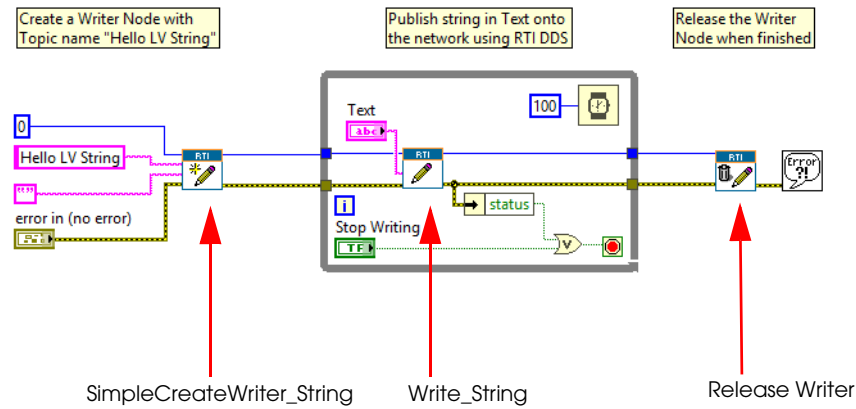 Create a Writer Node with
Topic name "Hello LV String"
Publish string in Text onto
the network using RTI DDS
Release the Writer
Node when finished
100
Text
abc
0
RTI
RTI
RTI
Hello LV String
""
Error
?!
error in (no error)
i
status
Stop Writing
TF
V
SimpleCreateWriter_String
Write_String
Release Writer